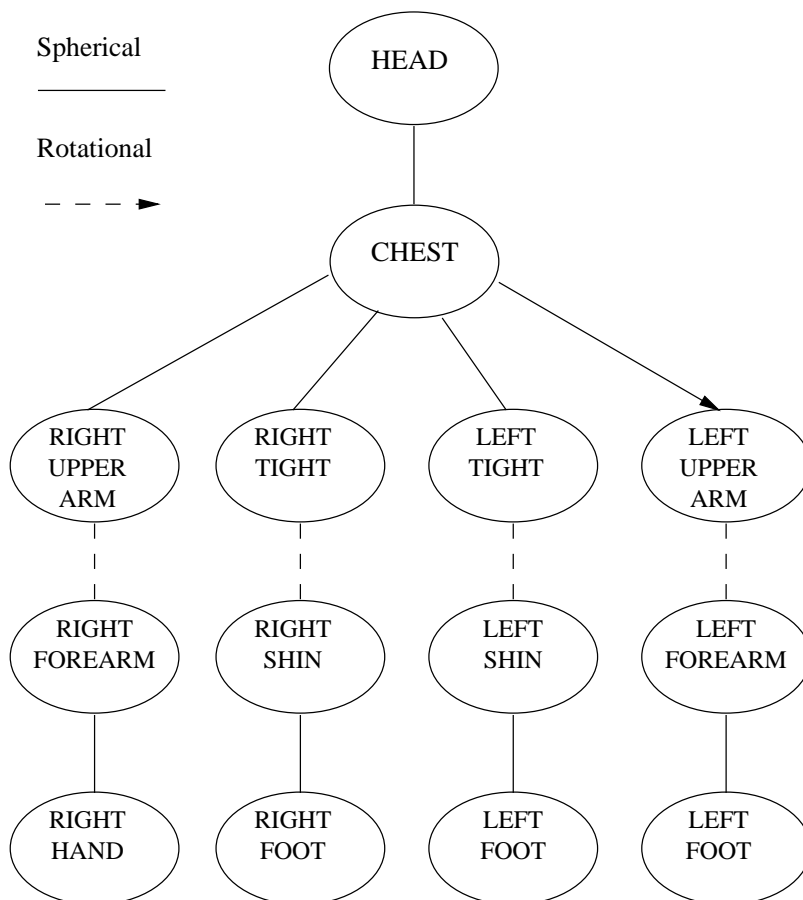 Spherical
HEAD
Rotational
CHEST
RIGHT
UPPER
ARM
RIGHT
TIGHT
LEFT
TIGHT
LEFT
UPPER
ARM
RIGHT
FOREARM
RIGHT
SHIN
LEFT
SHIN
LEFT
FOREARM
RIGHT
HAND
RIGHT
FOOT
LEFT
FOOT
LEFT
FOOT